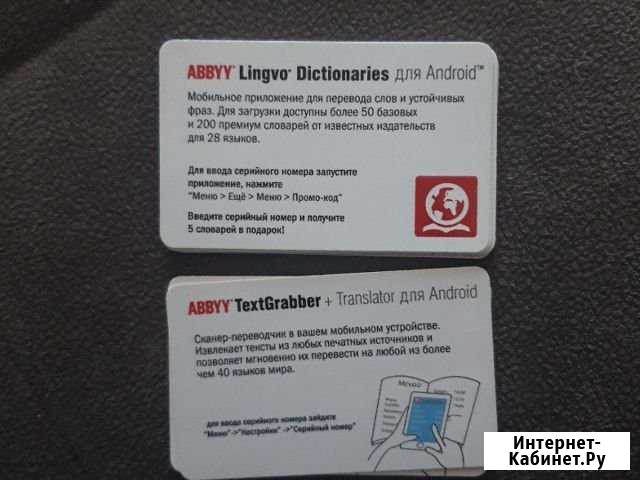 ABBYY® Lingvo® Dictionaries для Android™
Мобильное приложение для перевода слов и устойчивых
фраз. Для загрузки доступны более 50 базовых
и 200 премиум словарей от известных издательств
для 28 языков.
Для ввода серийного номера запустите
приложение, нажмите
"Меню > Ещё > Меню > Промо-код"
Введите серийный номер и получите
5 словарей в подарок!
ABBYY® TextGrabber + Translator для Android
Сканер-переводчик в вашем мобильном устройстве.
Извлекает тексты из любых печатных источников и
позволяет мгновенно их перевести на любой из более
чем 40 языков мира.
для ввода серийного номера зайдите
"Меню"->"Настройки" ->"Серийный номер"
Меню
Интернет-
Кабинет.Ру